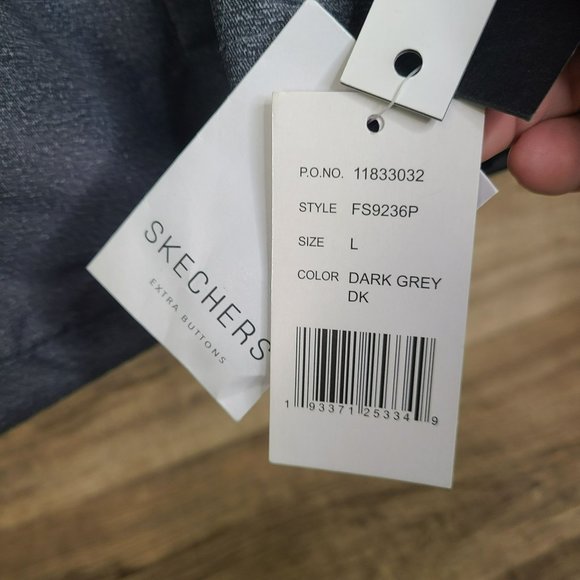 P.O.NO. 11833032
STYLE FS9236P
SIZE L
COLOR DARK GREY
DK
1 93371 25334 9
SKECHERS
EXTRA BUTTONS